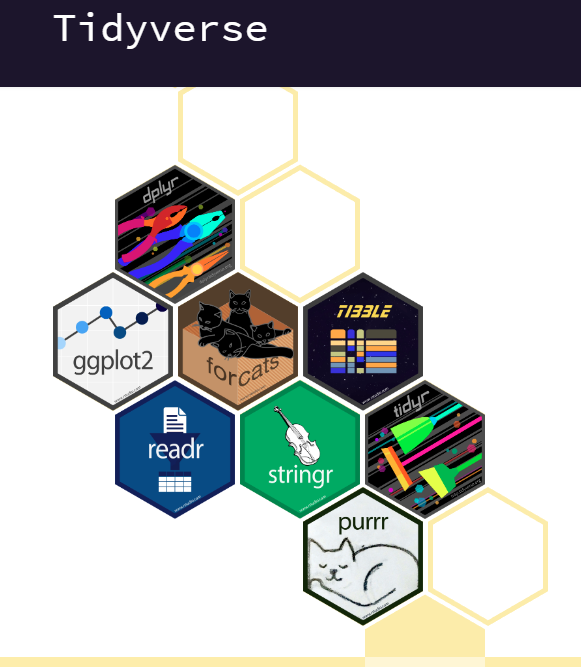 Tidyverse
dplyr
ggplot2
forcats
TIBBLE
readr
stringr
tidyr
purrr